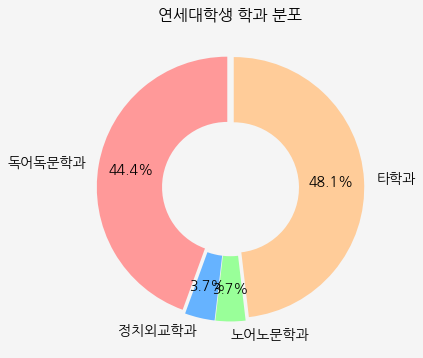 연세대학생 학과 분포
독어독문학과
44.4%
48.1%
타학과
3.7%
3.7%
정치외교학과
노어노문학과